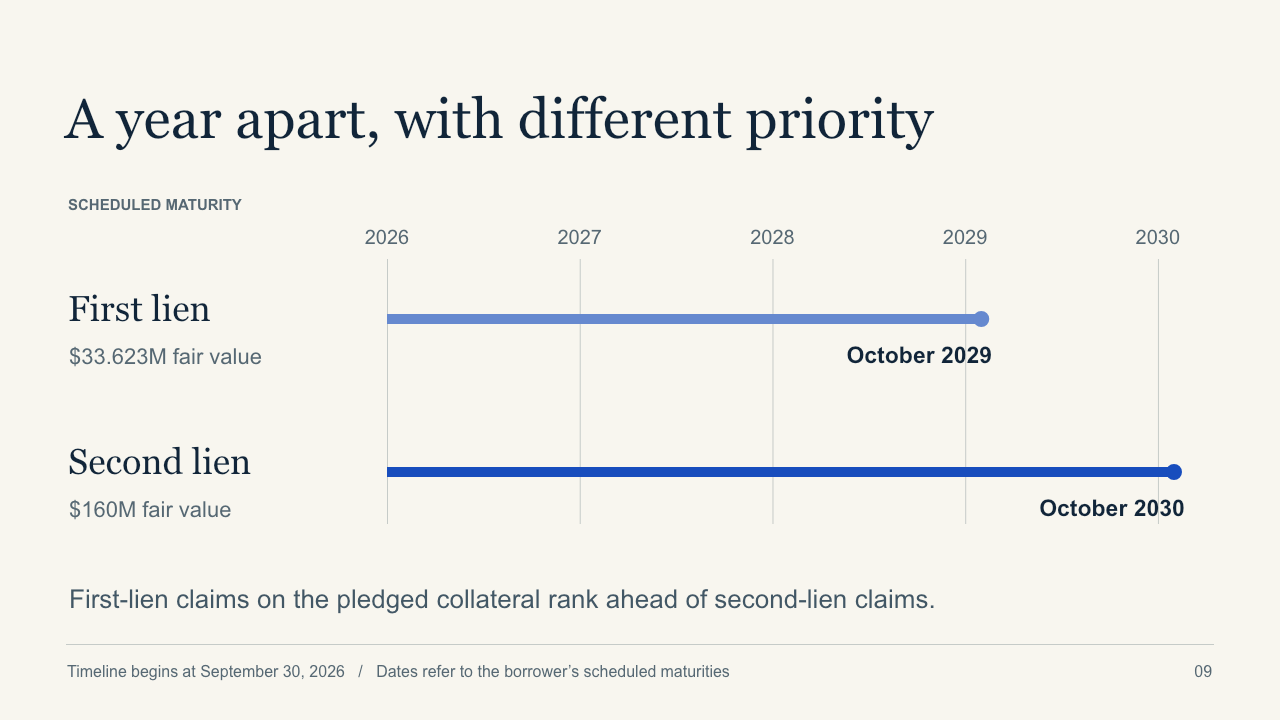 A year apart, with different priority
SCHEDULED MATURITY
2026 2027 2028 2029 2030
First lien
$33.623M fair value
October 2029
Second lien
$160M fair value
October 2030
First-lien claims on the pledged collateral rank ahead of second-lien claims.
Timeline begins at September 30, 2026 / Dates refer to the borrower’s scheduled maturities 09